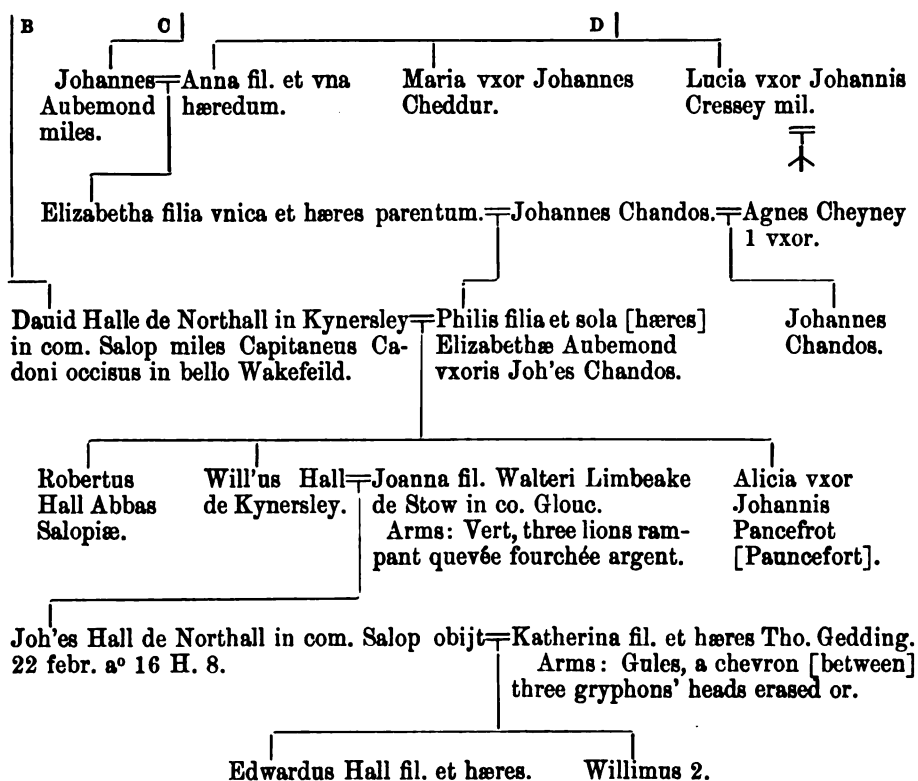 B
C
D
Johannes Anna fil. et vna Maria vxor Johannes Lucia vxor Johannis
Aubemond hæredum. Cheddur. Cressey mil.
miles.
Elizabetha filia vnica et hæres parentum. Johannes Chandos. Agnes Cheyney
1 vxor.
Dauid Halle de Northall in Kynersley
in com. Salop miles Capitaneus Ca-
doni occisus in bello Wakefeild.
Philis filia et sola [hæres]
Elizabethæ Aubemond
vxoris Joh'es Chandos.
Johannes
Chandos.
Robertus
Hall Abbas
Salopiæ.
Will'us Hall
de Kynersley.
Joanna fil. Walteri Limbeake
de Stow in co. Glouc.
Arms: Vert, three lions ram-
pant quevée fourchée argent.
Alicia vxor
Johannis
Pancefrot
[Pauncefort].
Joh'es Hall de Northall in com. Salop obijt
22 febr. aº 16 H. 8.
Katherina fil. et hæres Tho. Gedding.
Arms: Gules, a chevron [between]
three gryphons' heads erased or.
Edwardus Hall fil. et hæres. Willimus 2.